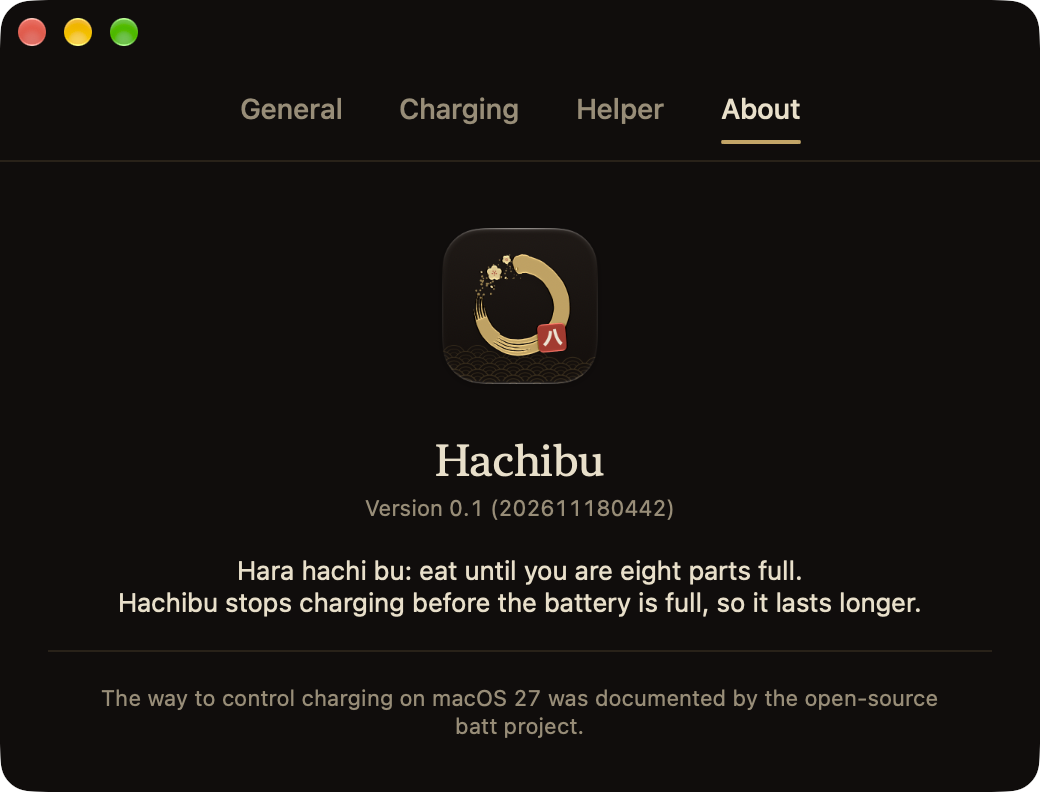 General
Charging
Helper
About
八
Hachibu
Version 0.1 (202611180442)
Hara hachi bu: eat until you are eight parts full.
Hachibu stops charging before the battery is full, so it lasts longer.
The way to control charging on macOS 27 was documented by the open-source
batt project.